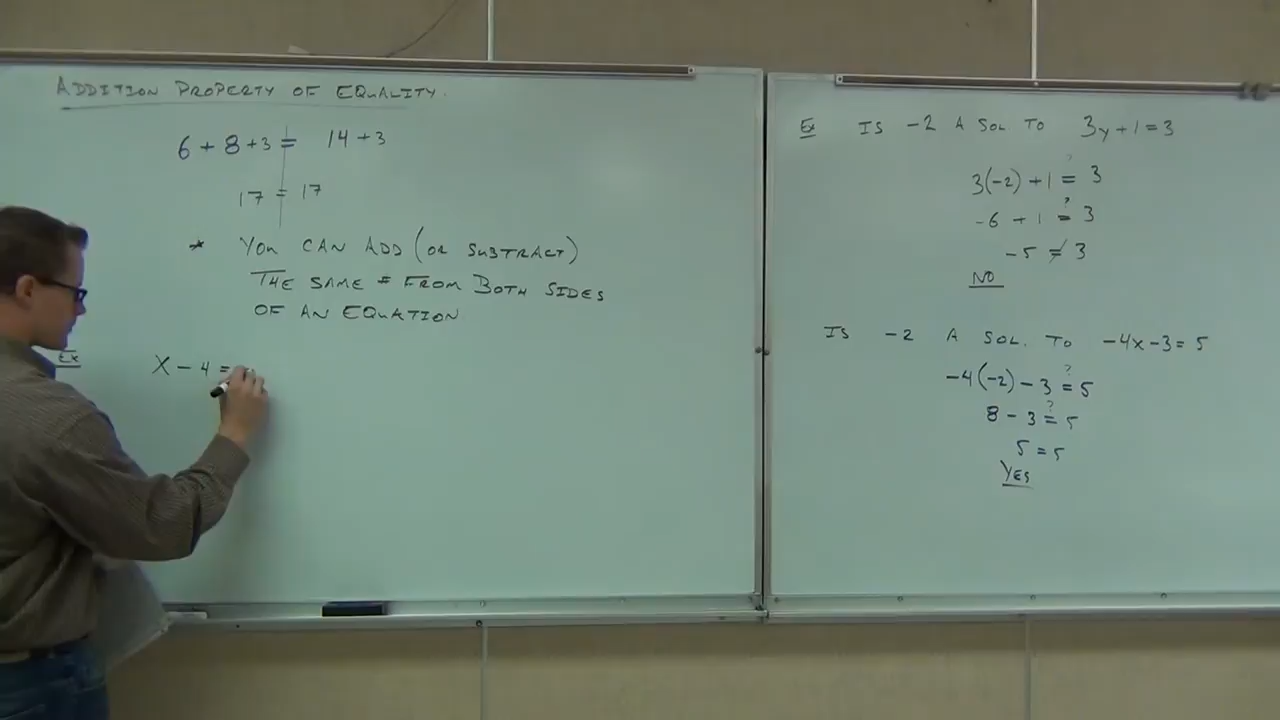 ADDITION PROPERTY OF EQUALITY.
6 + 8 + 3 = 14 + 3
17 = 17
* YOU CAN ADD (OR SUBTRACT)
THE SAME # FROM BOTH SIDES
OF AN EQUATION
Ex X - 4 =
Ex IS -2 A SOL TO 3y + 1 = 3
3(-2) + 1 ?= 3
-6 + 1 ?= 3
-5 ≠ 3
NO
IS -2 A SOL. TO -4x - 3 = 5
-4(-2) - 3 ?= 5
8 - 3 ?= 5
5 = 5
YES